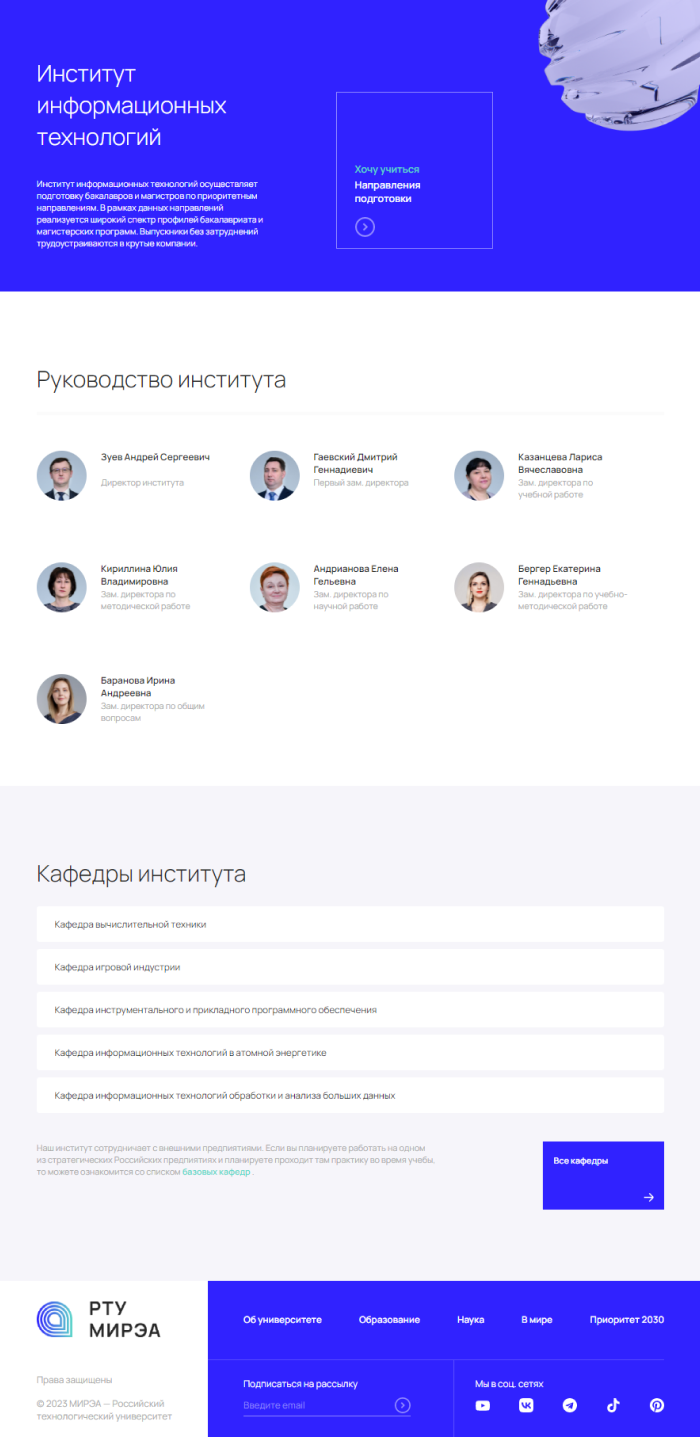 Институт
информационных
технологий
Институт информационных технологий осуществляет
подготовку бакалавров и магистров по приоритетным
направлениям. В рамках данных направлений
реализуется широкий спектр профилей бакалавриата и
магистерских программ. Выпускники без затруднений
трудоустраиваются в крутые компании.
Хочу учиться
Направления
подготовки
Руководство института
Зуев Андрей Сергеевич
Директор института
Гаевский Дмитрий
Геннадиевич
Первый зам. директора
Казанцева Лариса
Вячеславовна
Зам. директора по
учебной работе
Кириллина Юлия
Владимировна
Зам. директора по
методической работе
Андрианова Елена
Гельевна
Зам. директора по
научной работе
Бергер Екатерина
Геннадьевна
Зам. директора по учебно-
методической работе
Баранова Ирина
Андреевна
Зам. директора по общим
вопросам
Кафедры института
Кафедра вычислительной техники
Кафедра игровой индустрии
Кафедра инструментального и прикладного программного обеспечения
Кафедра информационных технологий в атомной энергетике
Кафедра информационных технологий обработки и анализа больших данных
Наш институт сотрудничает с внешними предпиятиями. Если вы планируете работать на одном
из стратегических Российских предприятиях и планируете проходит там практику во время учебы,
то можете ознакомится со списком базовых кафедр .
Все кафедры
РТУ
МИРЭА
Об университете Образование Наука В мире Приоритет 2030
Права защищены
© 2023 МИРЭА — Российский
технологический университет
Подписаться на рассылку
Введите email
Мы в соц. сетях